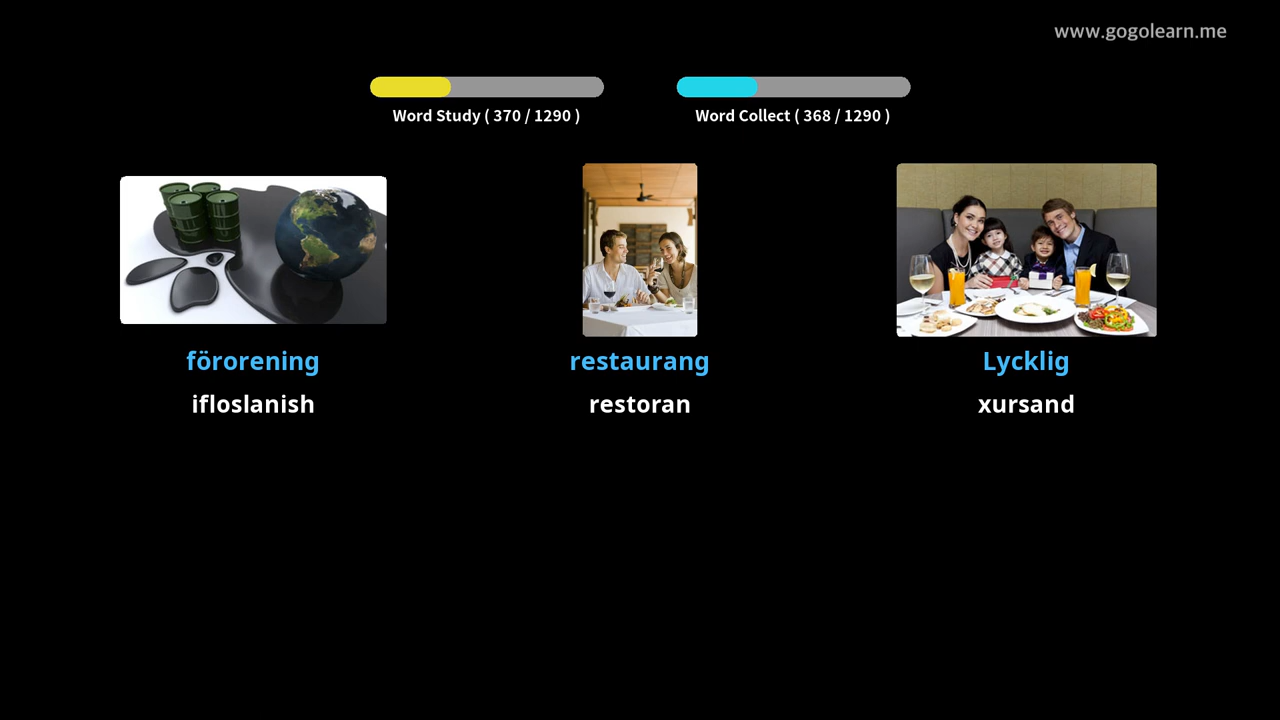 www.gogolearn.me
Word Study ( 370 / 1290 )
Word Collect ( 368 / 1290 )
förorening
restaurang
Lycklig
ifloslanish
restoran
xursand